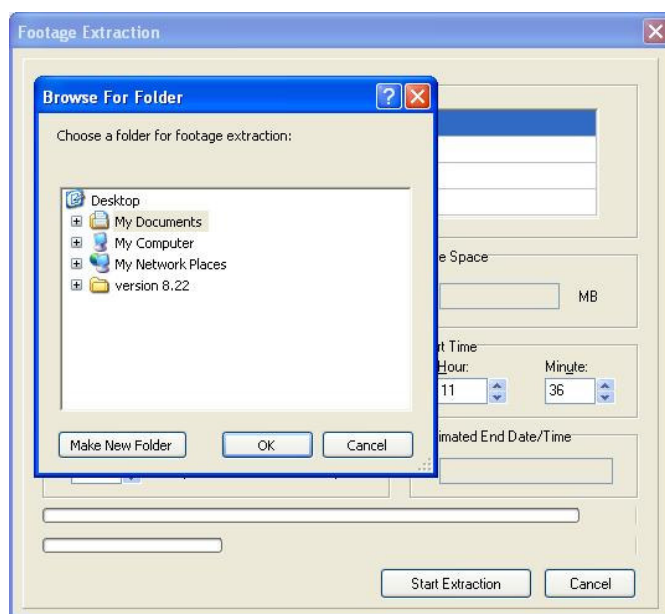 Footage Extraction
Browse For Folder
Choose a folder for footage extraction:
Desktop
My Documents
My Computer
My Network Places
version 8.22
Make New Folder
OK
Cancel
e Space
MB
rt Time
Hour:
Minute:
11
36
imated End Date/Time
Start Extraction
Cancel